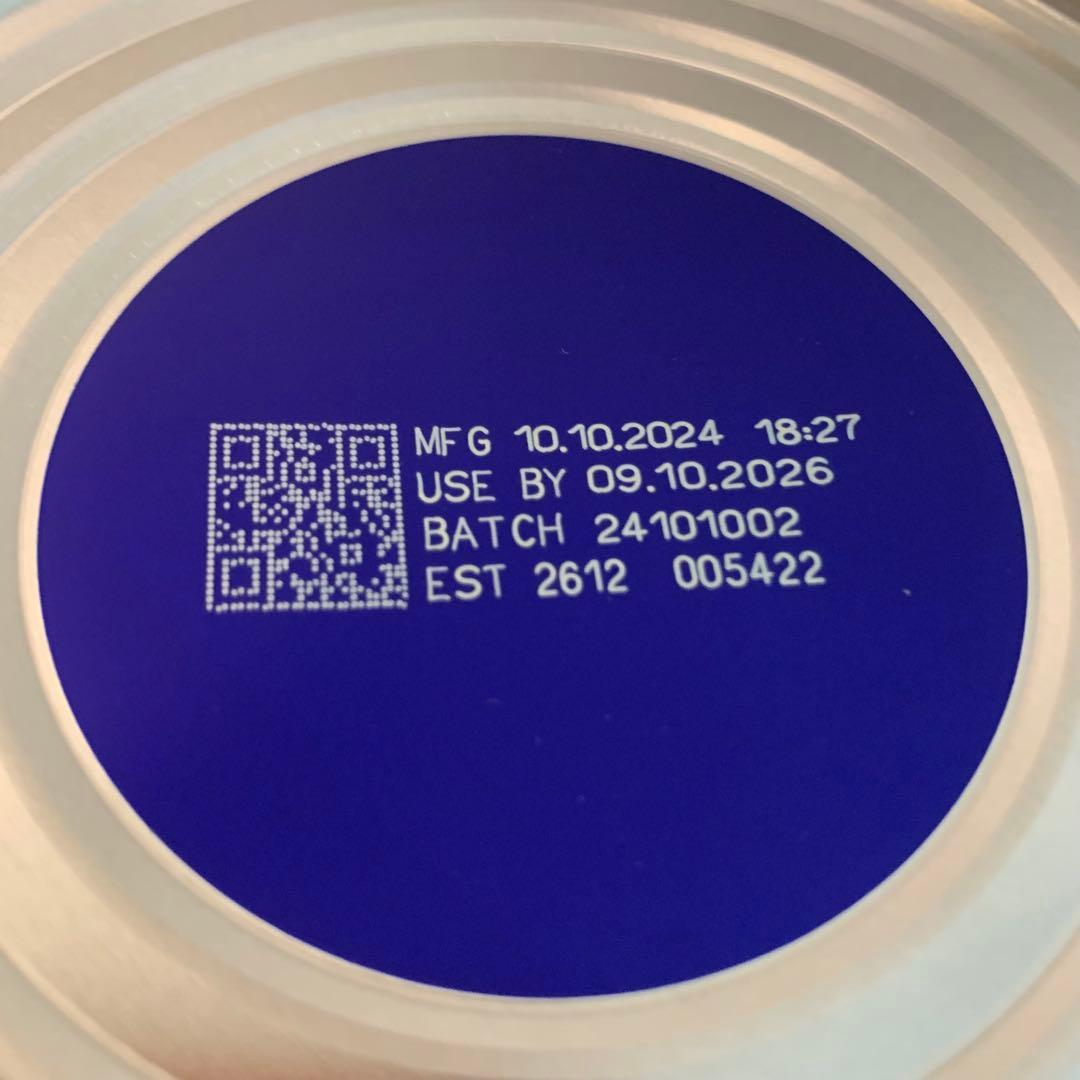 MFG 10.10.2024 18:27
USE BY 09.10.2026
BATCH 24101002
EST 2612 005422